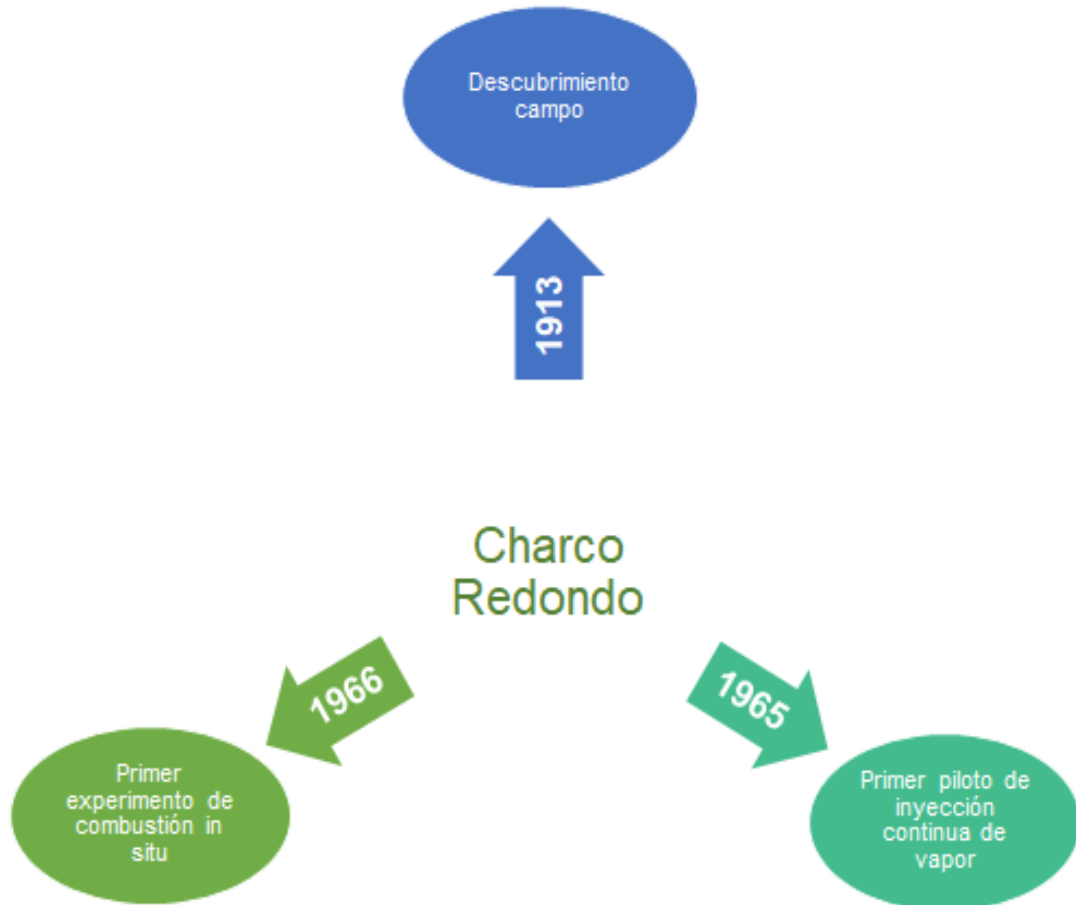 Descubrimiento
campo
1913
Charco
Redondo
1966
1965
Primer
experimento de
combustión in
situ
Primer piloto de
inyección
continua de
vapor